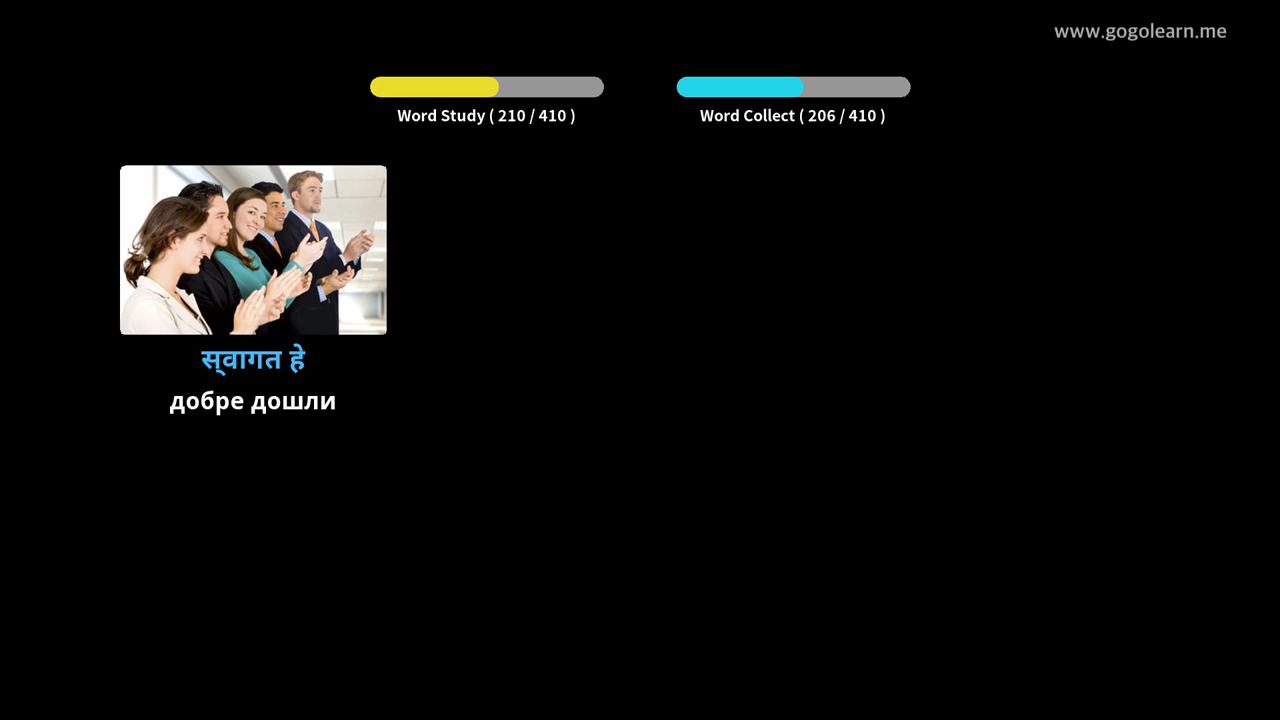 www.gogolearn.me
Word Study ( 210 / 410 )
Word Collect ( 206 / 410 )
स्वागत हे
добре дошли